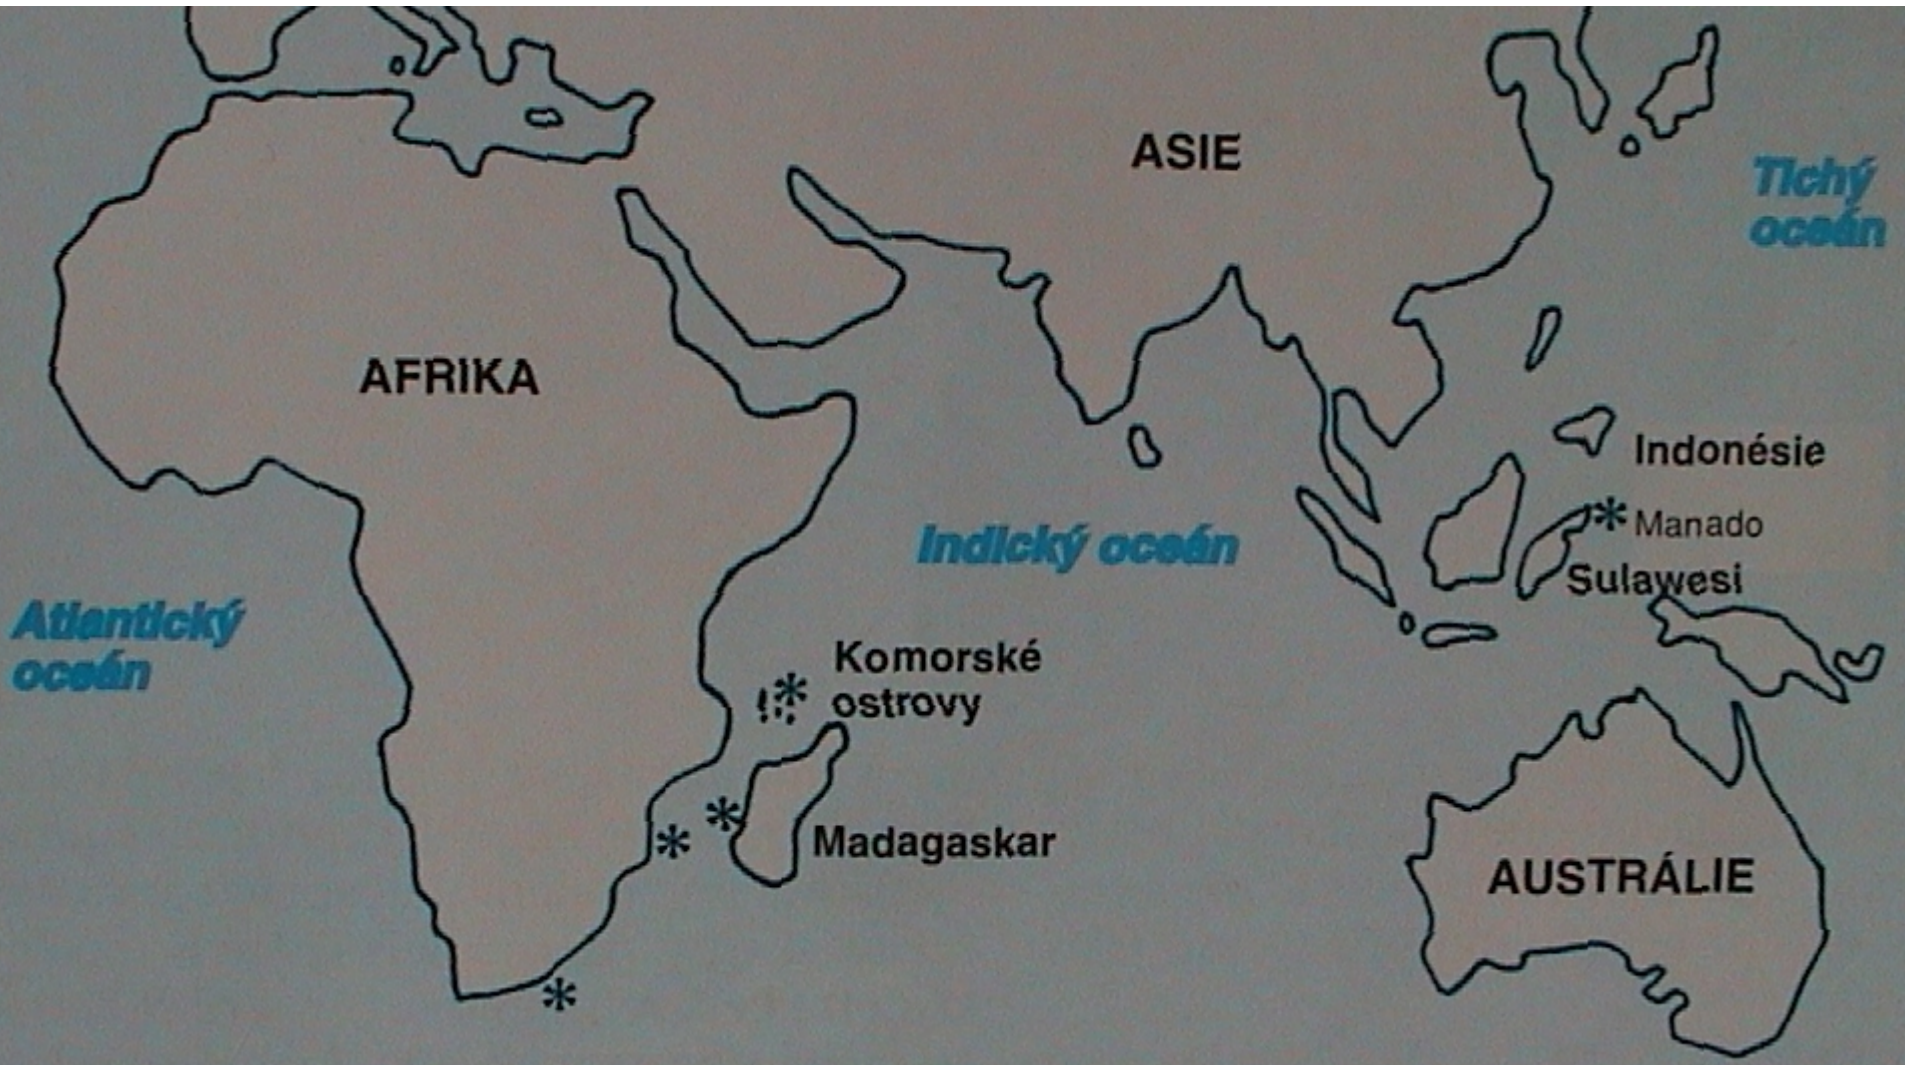 ASIE
Tichý
oceán
AFRIKA
Indonésie
* Manado
Sulawesi
Indický oceán
Atlantický
oceán
Komorské
* ostrovy
* Madagaskar
*
AUSTRÁLIE
*